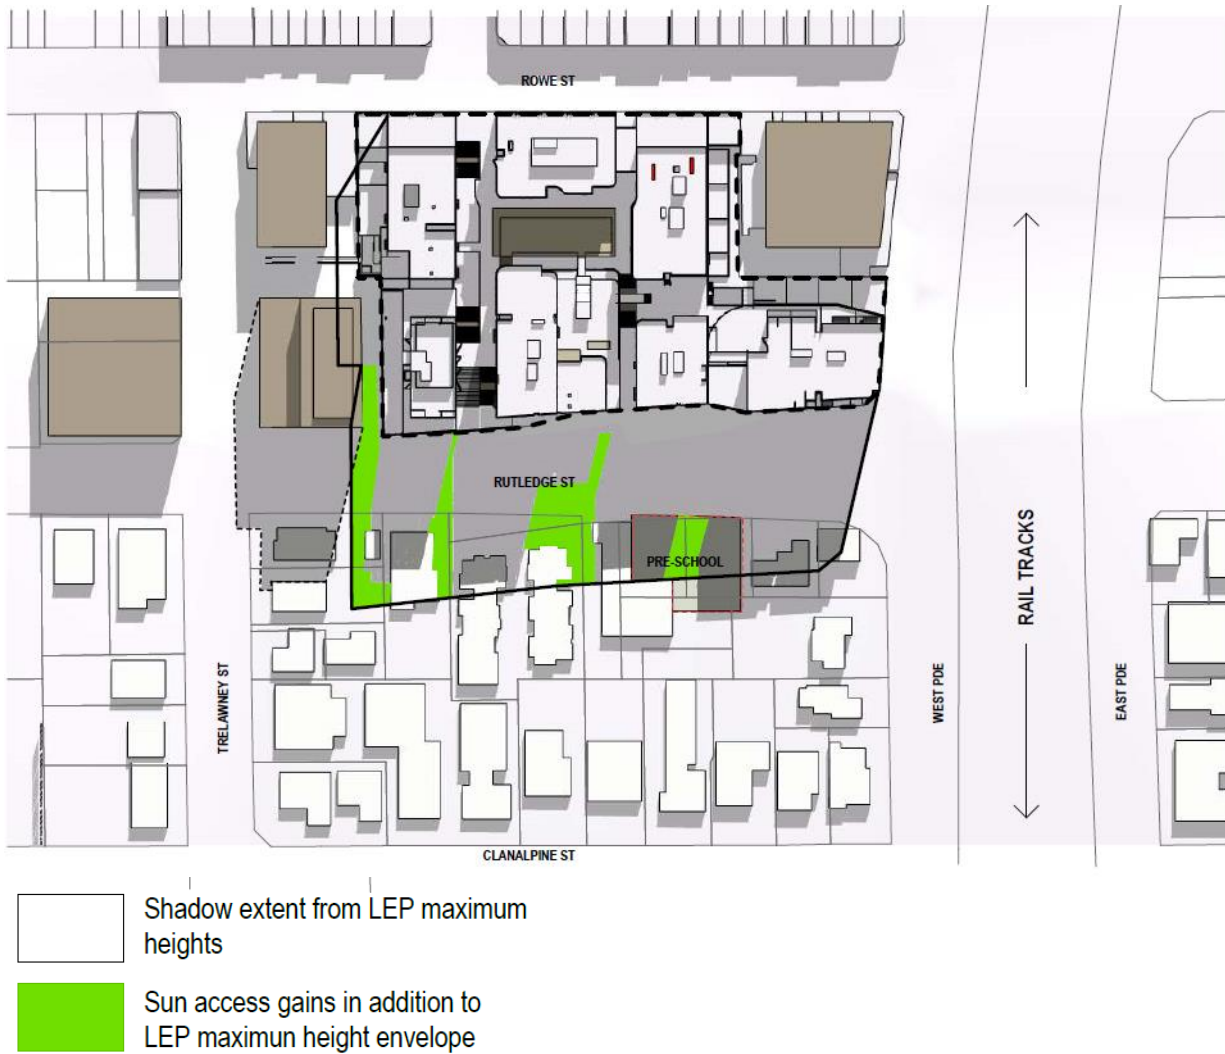 ROWE ST
RUTLEDGE ST
PRE-SCHOOL
RAIL TRACKS
TRELAWNEY ST
WEST PDE
EAST PDE
CLANALPINE ST
Shadow extent from LEP maximum
heights
Sun access gains in addition to
LEP maximun height envelope